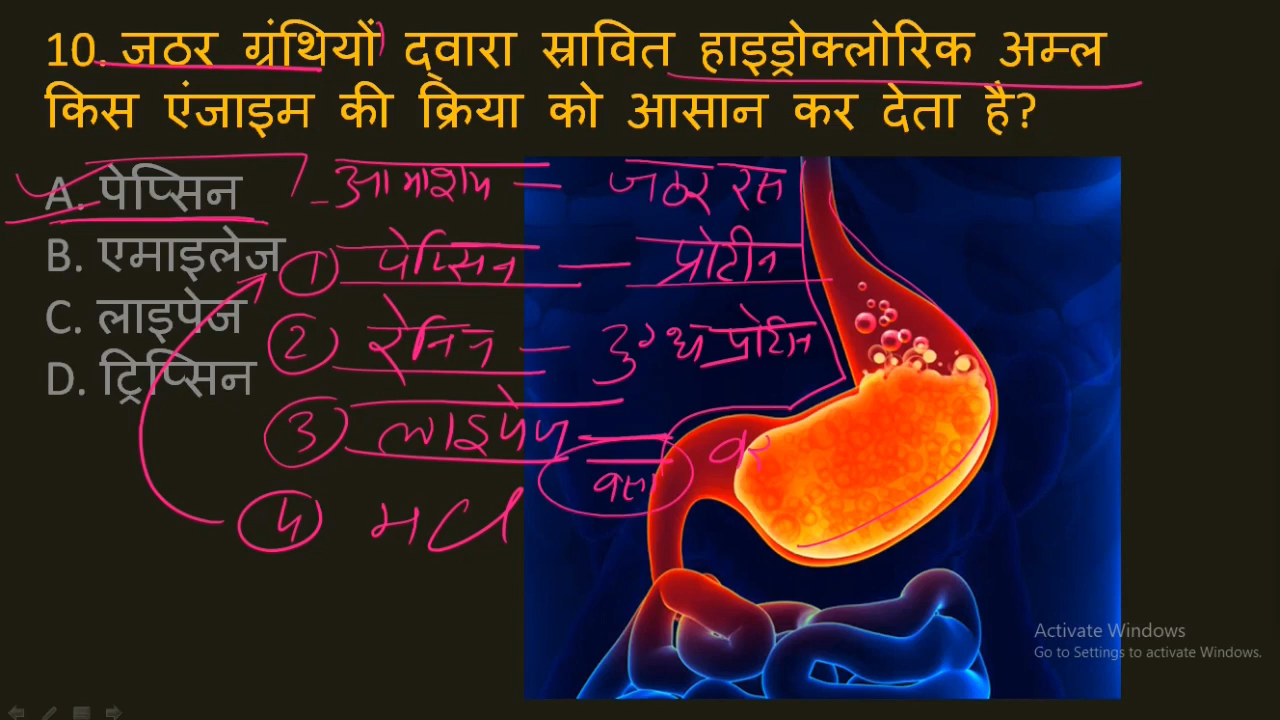 10. जठर ग्रंथियों द्वारा स्रावित हाइड्रोक्लोरिक अम्ल
किस एंजाइम की क्रिया को आसान कर देता है?
A. पेप्सिन
B. एमाइलेज
C. लाइपेज
D. ट्रिप्सिन
आमाशय — जठर रस
1 पेप्सिन — प्रोटीन
2 रेनिन — दुग्ध प्रोटीन
3 लाइपेज — वसा
4 HCl
Activate Windows
Go to Settings to activate Windows.